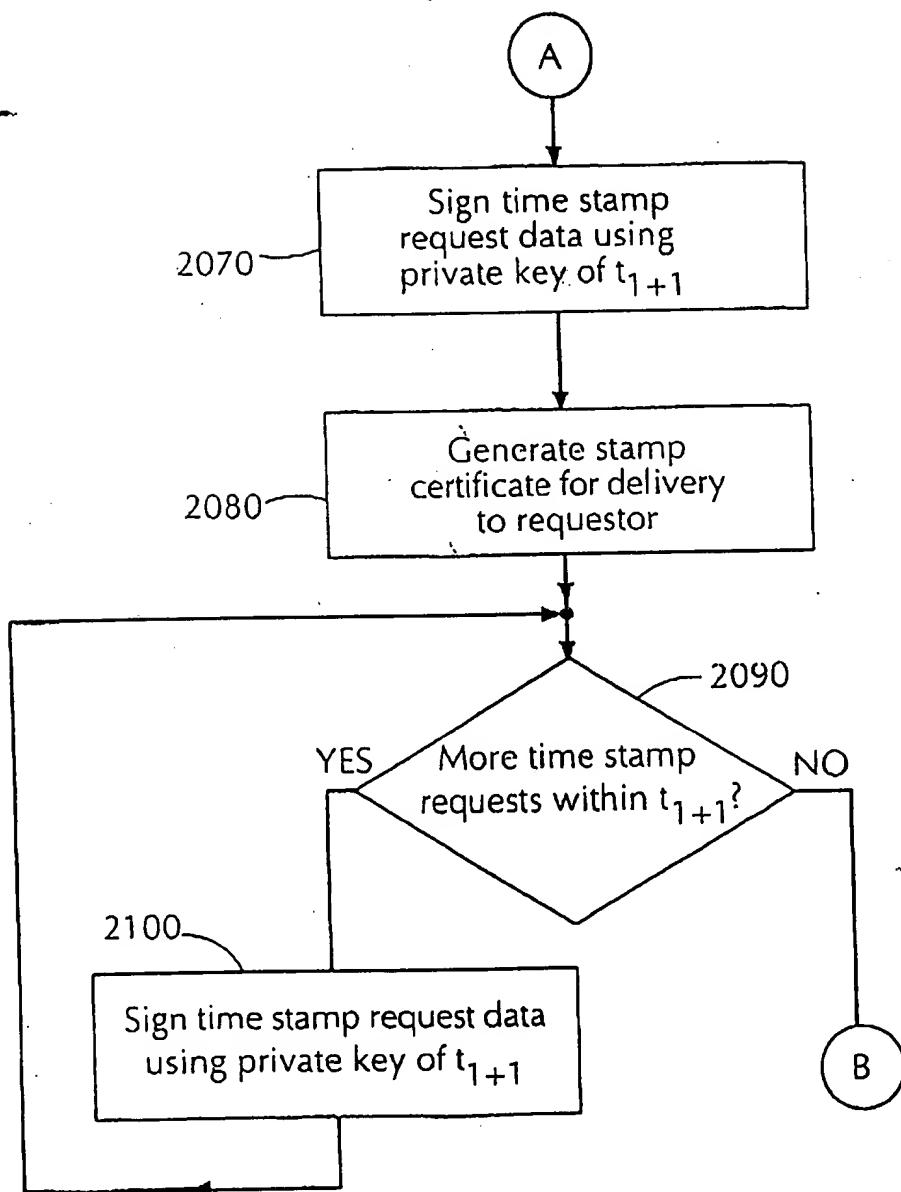 A
Sign time stamp
request data using
private key of t1+1
2070
Generate stamp
certificate for delivery
to requestor
2080
2090
YES
More time stamp
requests within t1+1?
NO
2100
Sign time stamp request data
using private key of t1+1
B